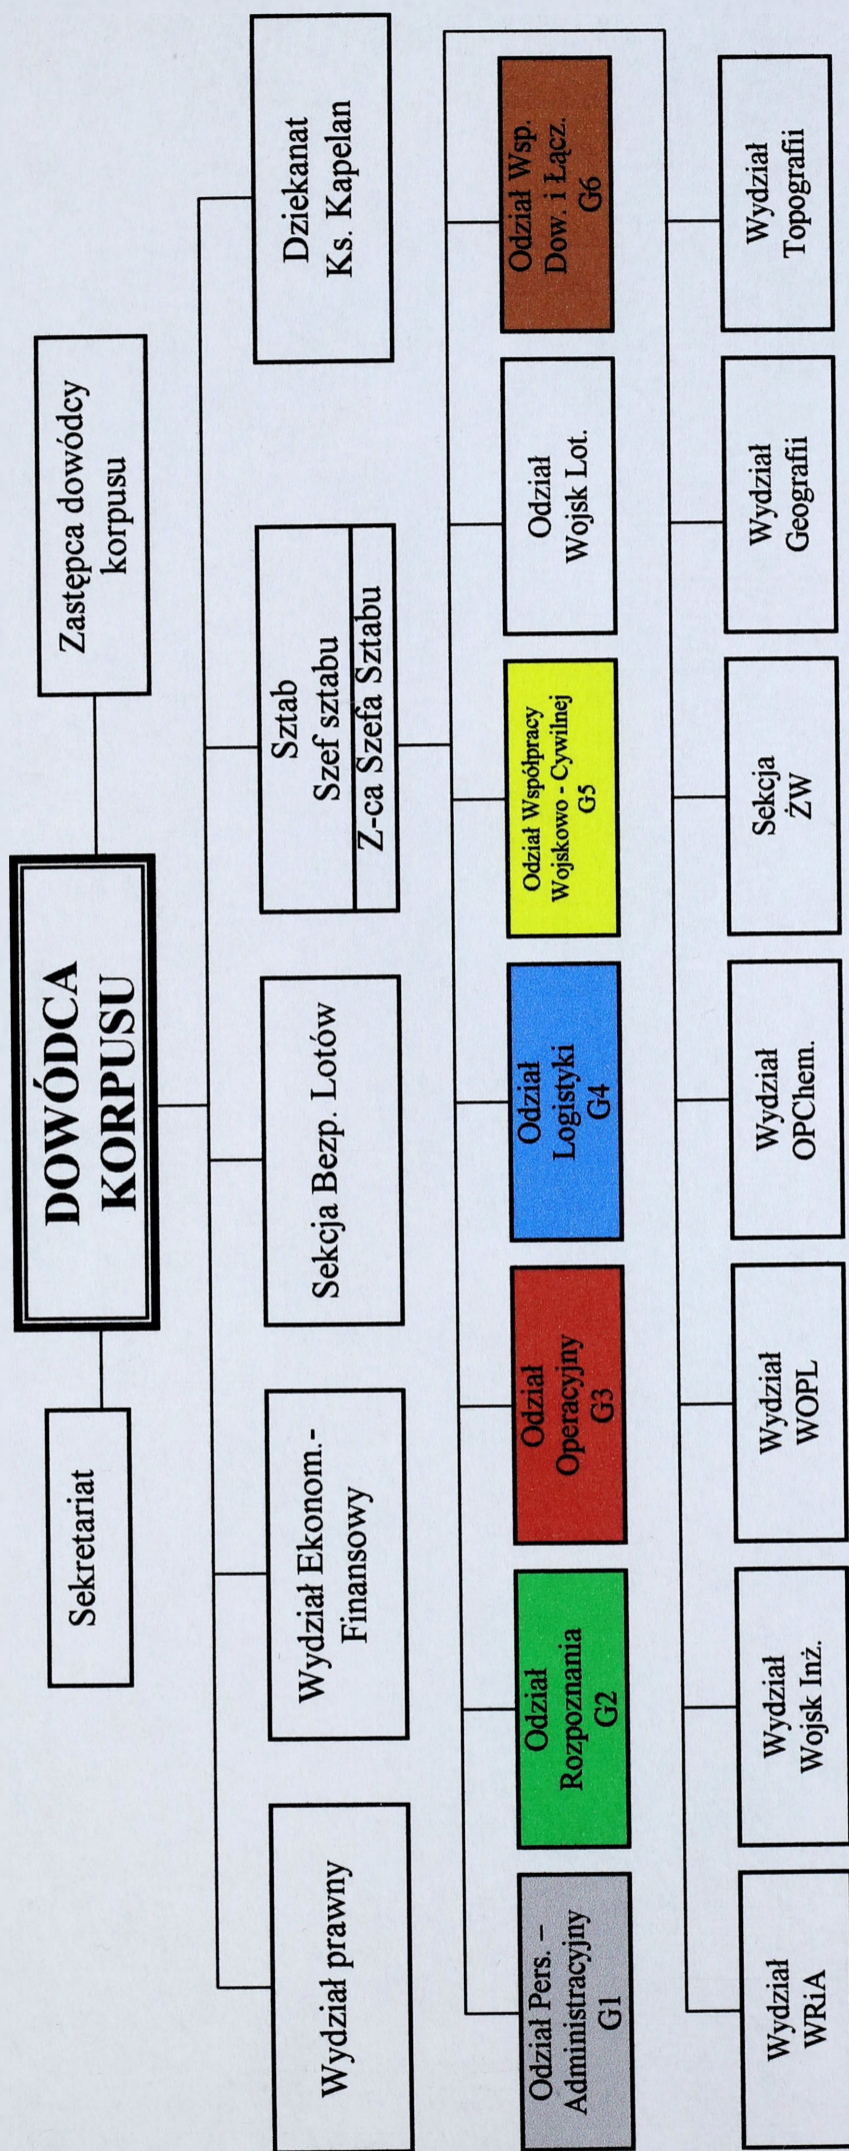 Sekretariat
DOWÓDCA
KORPUSU
Zastępca dowódcy
korpusu
Wydział prawny
Wydział Ekonom.-
Finansowy
Sekcja Bezp. Lotów
Sztab
Szef sztabu
Z-ca Szefa Sztabu
Dziekanat
Ks. Kapelan
Odział Pers. –
Administracyjny
G1
Odział
Rozpoznania
G2
Odział
Operacyjny
G3
Odział
Logistyki
G4
Odział Współpracy
Wojskowo - Cywilnej
G5
Odział
Wojsk Lot.
Odział Wsp.
Dow. i Łącz.
G6
Wydział
WRiA
Wydział
Wojsk Inż.
Wydział
WOPL
Wydział
OPChem.
Sekcja
ŻW
Wydział
Geografii
Wydział
Topografii